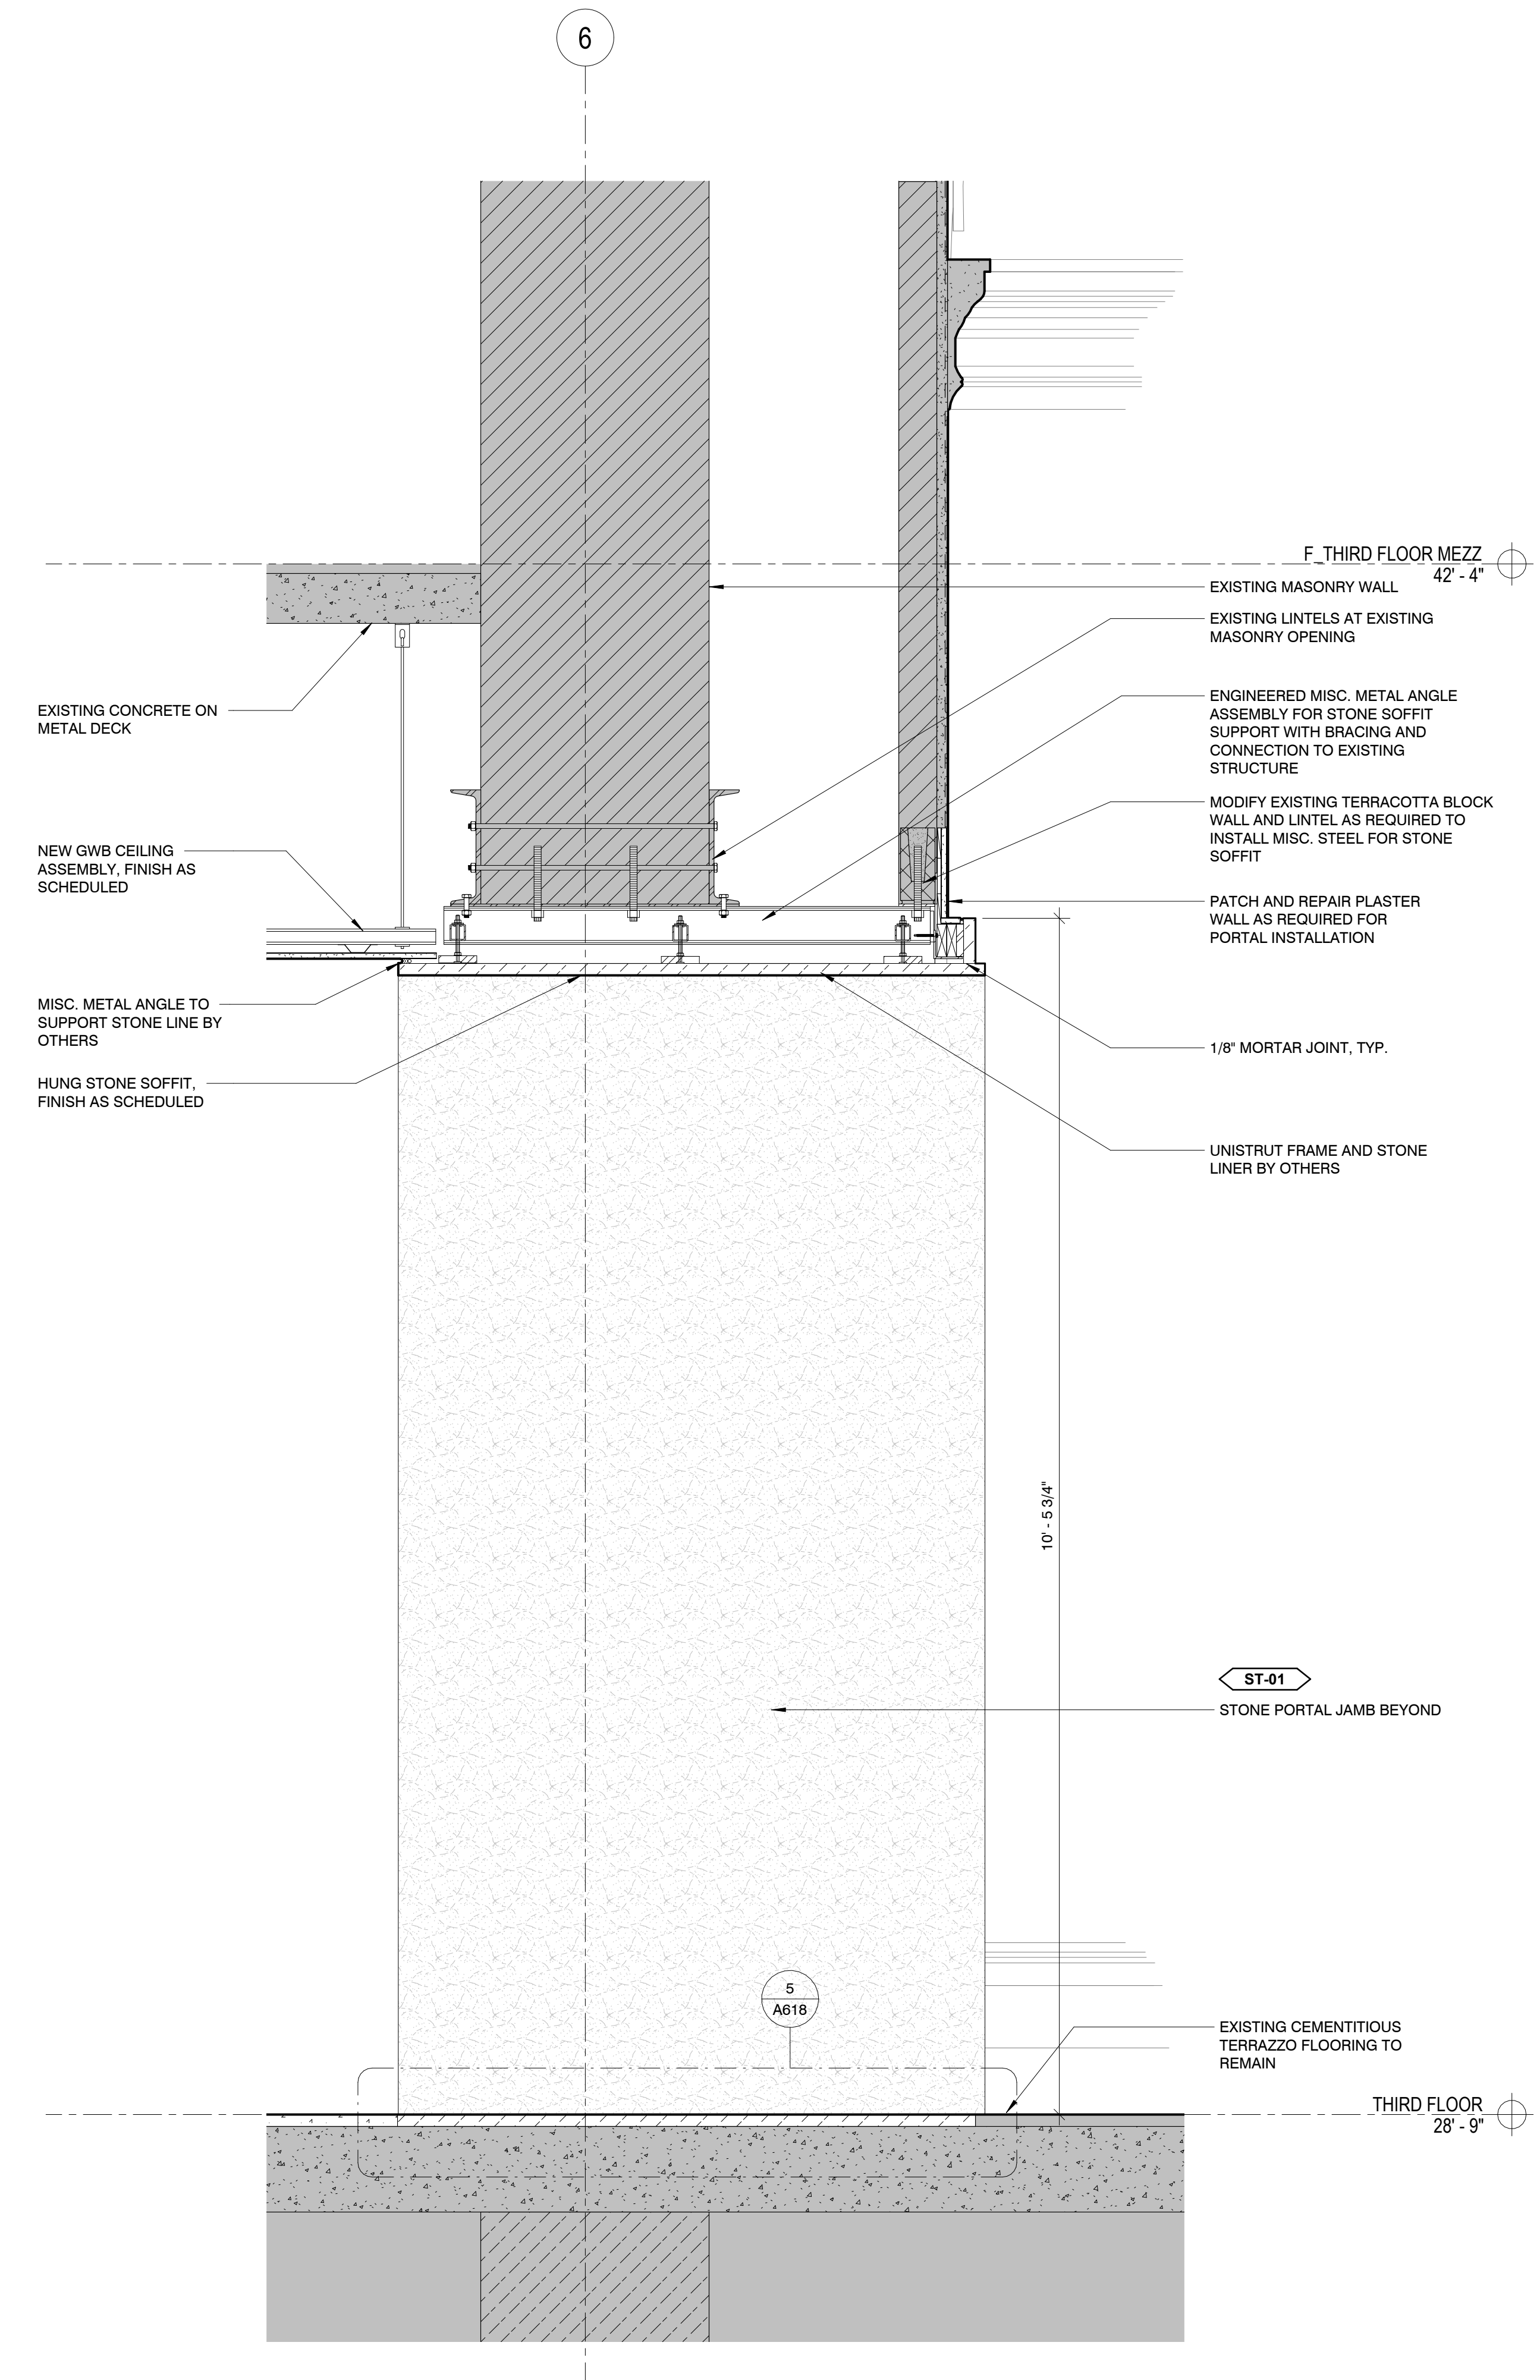 6
F_THIRD FLOOR MEZZ
42' - 4"
EXISTING MASONRY WALL
EXISTING LINTELS AT EXISTING
MASONRY OPENING
ENGINEERED MISC. METAL ANGLE
ASSEMBLY FOR STONE SOFFIT
SUPPORT WITH BRACING AND
CONNECTION TO EXISTING
STRUCTURE
EXISTING CONCRETE ON
METAL DECK
MODIFY EXISTING TERRACOTTA BLOCK
WALL AND LINTEL AS REQUIRED TO
INSTALL MISC. STEEL FOR STONE
SOFFIT
NEW GWB CEILING
ASSEMBLY, FINISH AS
SCHEDULED
PATCH AND REPAIR PLASTER
WALL AS REQUIRED FOR
PORTAL INSTALLATION
MISC. METAL ANGLE TO
SUPPORT STONE LINE BY
OTHERS
1/8" MORTAR JOINT, TYP.
HUNG STONE SOFFIT,
FINISH AS SCHEDULED
UNISTRUT FRAME AND STONE
LINER BY OTHERS
10' - 5 3/4"
ST-01
STONE PORTAL JAMB BEYOND
5
A618
EXISTING CEMENTITIOUS
TERRAZZO FLOORING TO
REMAIN
THIRD FLOOR
28' - 9"